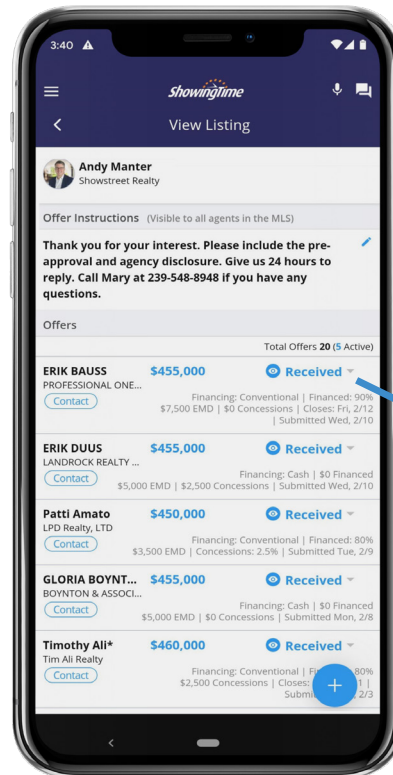 3:40
ShowingTime
View Listing
Andy Manter
Showstreet Realty
Offer Instructions (Visible to all agents in the MLS)
Thank you for your interest. Please include the pre-
approval and agency disclosure. Give us 24 hours to
reply. Call Mary at 239-548-8948 if you have any
questions.
Offers
Total Offers 20 (5 Active)
ERIK BAUSS $455,000 Received
PROFESSIONAL ONE...
Contact
Financing: Conventional | Financed: 90%
$7,500 EMD | $0 Concessions | Closes: Fri, 2/12
| Submitted Wed, 2/10
ERIK DUUS $455,000 Received
LANDROCK REALTY ...
Contact
Financing: Cash | $0 Financed
$5,000 EMD | $2,500 Concessions | Submitted Wed, 2/10
Patti Amato $450,000 Received
LPD Realty, LTD
Contact
Financing: Conventional | Financed: 80%
$3,500 EMD | Concessions: 2.5% | Submitted Tue, 2/9
GLORIA BOYNT... $455,000 Received
BOYNTON & ASSOCI...
Contact
Financing: Cash | $0 Financed
$5,000 EMD | $0 Concessions | Submitted Mon, 2/8
Timothy Ali* $460,000 Received
Tim Ali Realty
Contact
Financing: Conventional | 80%
$2,500 Concessions | Closes: 1 |
2/3